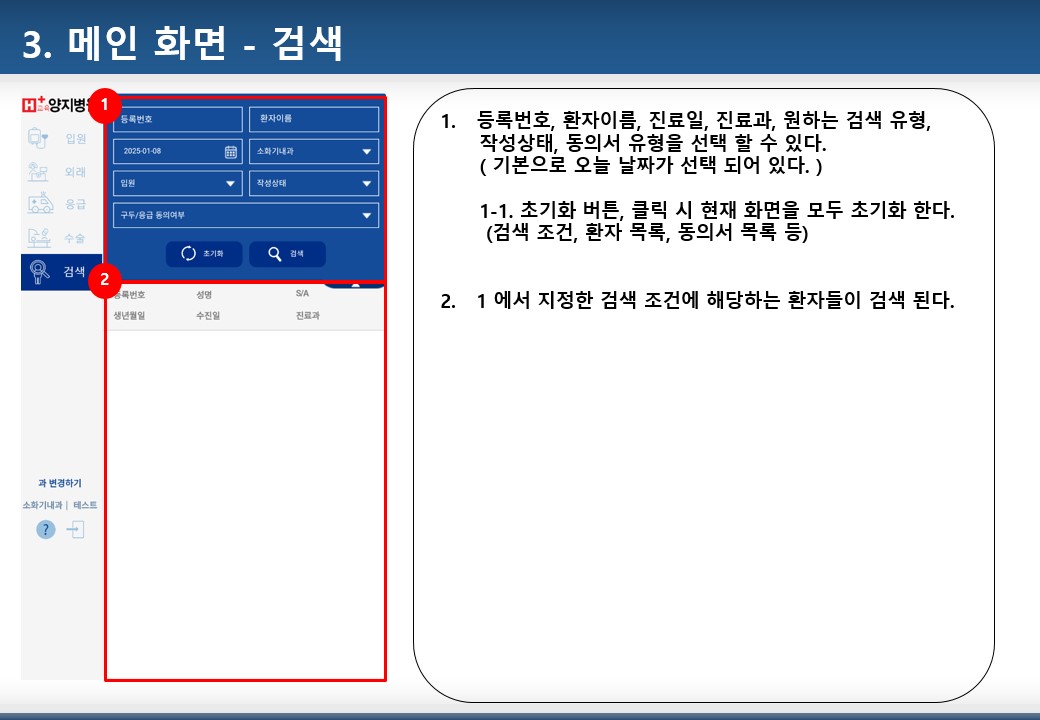 3. 메인 화면 - 검색
H+ 양지병
입원
외래
응급
수술
검색
과 변경하기
소화기내과 | 테스트
?
1
등록번호
환자이름
2025-01-08
소화기내과
입원
작성상태
구두/응급 동의여부
초기화
검색
2
등록번호
성명
S/A
생년월일
수진일
진료과
1. 등록번호, 환자이름, 진료일, 진료과, 원하는 검색 유형,
작성상태, 동의서 유형을 선택 할 수 있다.
( 기본으로 오늘 날짜가 선택 되어 있다. )
1-1. 초기화 버튼, 클릭 시 현재 화면을 모두 초기화 한다.
(검색 조건, 환자 목록, 동의서 목록 등)
2. 1 에서 지정한 검색 조건에 해당하는 환자들이 검색 된다.